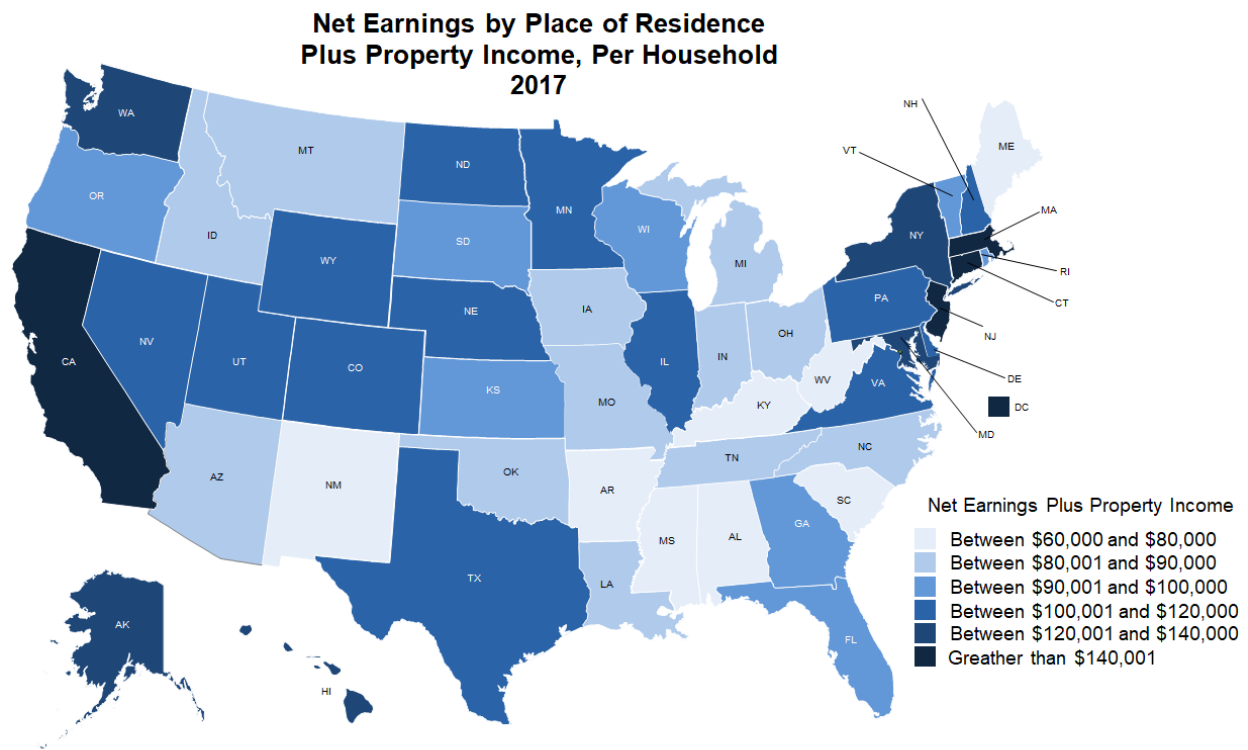 Net Earnings by Place of Residence
Plus Property Income, Per Household
2017
WA
MT
ND
MN
NH
ME
VT
OR
ID
WY
SD
WI
MI
NY
MA
RI
CT
NJ
NV
UT
CO
NE
IA
IL
IN
OH
PA
DE
CA
KS
MO
KY
WV
VA
DC
MD
AZ
NM
OK
AR
TN
NC
TX
LA
MS
AL
GA
SC
FL
AK
HI
Net Earnings Plus Property Income
Between $60,000 and $80,000
Between $80,001 and $90,000
Between $90,001 and $100,000
Between $100,001 and $120,000
Between $120,001 and $140,000
Greather than $140,001